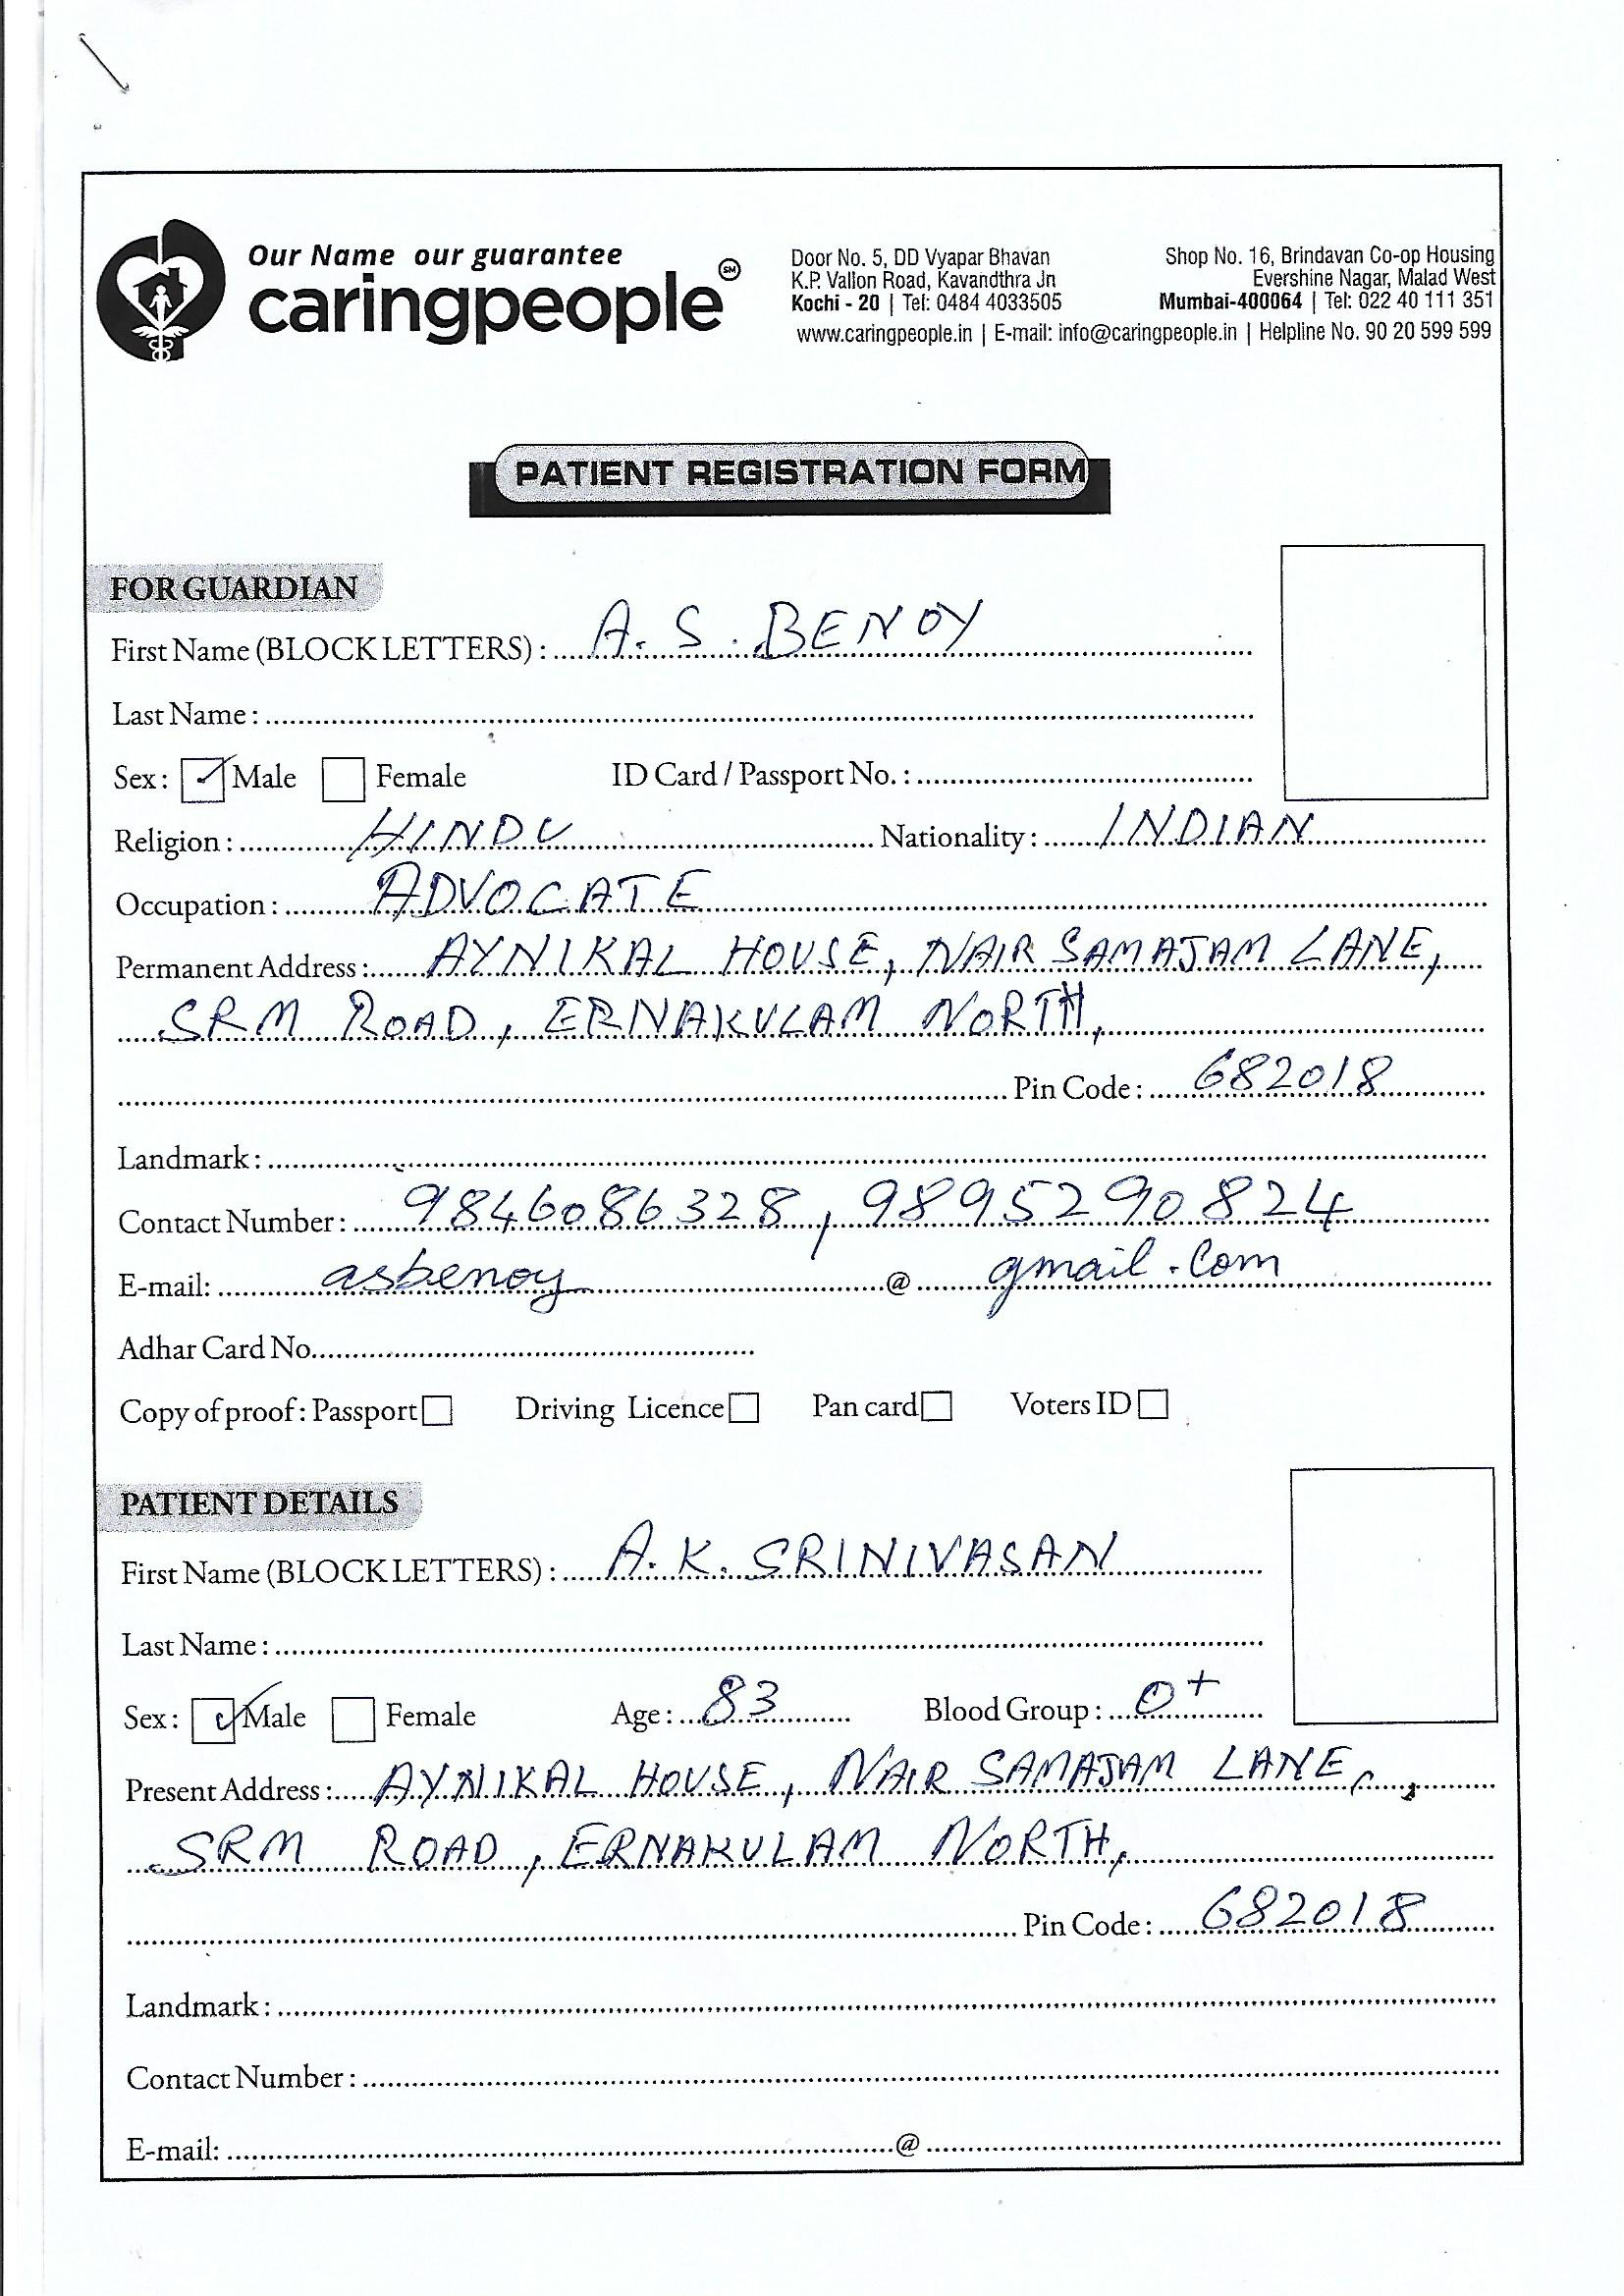 Our Name our guarantee
caringpeople SM
Door No. 5, DD Vyapar Bhavan
K.P. Vallon Road, Kavandthra Jn
Kochi - 20 | Tel: 0484 4033505
Shop No. 16, Brindavan Co-op Housing
Evershine Nagar, Malad West
Mumbai-400064 | Tel: 022 40 111 351
www.caringpeople.in | E-mail: info@caringpeople.in | Helpline No. 90 20 599 599
PATIENT REGISTRATION FORM
FOR GUARDIAN
First Name (BLOCK LETTERS) : A. S. BENOY
Last Name :
Sex : ✓ Male Female ID Card / Passport No. :
Religion : HINDU Nationality : INDIAN
Occupation : ADVOCATE
Permanent Address : AYNIKAL HOUSE, NAIR SAMAJAM LANE,
SRM ROAD, ERNAKULAM NORTH,
Pin Code : 682018
Landmark :
Contact Number : 9846086328, 9895290824
E-mail: asbenoy @ gmail.com
Adhar Card No.
Copy of proof : Passport Driving Licence Pan card Voters ID
PATIENT DETAILS
First Name (BLOCK LETTERS) : A. K. SRINIVASAN
Last Name :
Sex : ✓ Male Female Age : 83 Blood Group : O+
Present Address : AYNIKAL HOUSE, NAIR SAMAJAM LANE,
SRM ROAD, ERNAKULAM NORTH,
Pin Code : 682018
Landmark :
Contact Number :
E-mail: @